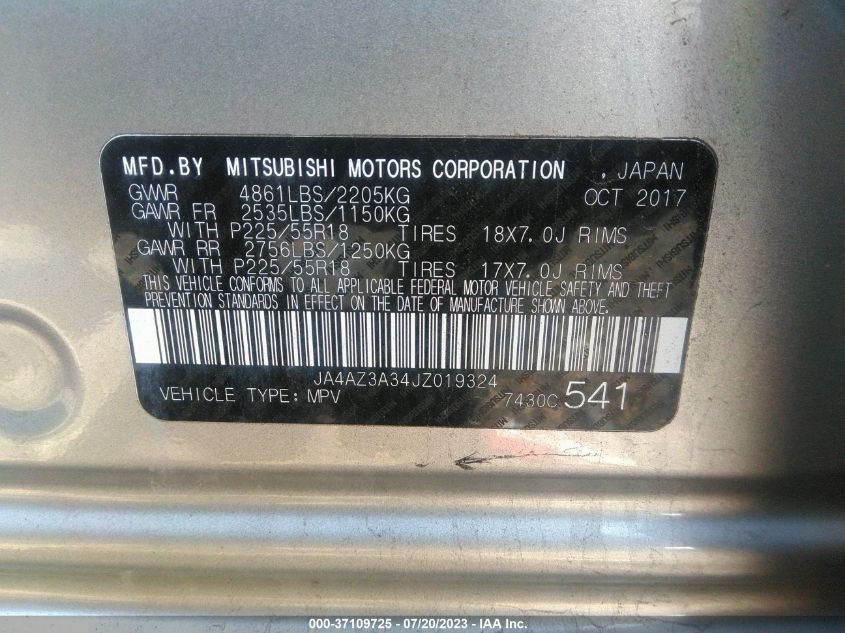 MFD.BY MITSUBISHI MOTORS CORPORATION , JAPAN
GVWR 4861LBS/2205KG OCT 2017
GAWR FR 2535LBS/1150KG
WITH P225/55R18 TIRES 18X7.0J RIMS
GAWR RR 2756LBS/1250KG
WITH P225/55R18 TIRES 17X7.0J RIMS
THIS VEHICLE CONFORMS TO ALL APPLICABLE FEDERAL MOTOR VEHICLE SAFETY AND THEFT
PREVENTION STANDARDS IN EFFECT ON THE DATE OF MANUFACTURE SHOWN ABOVE.
JA4AZ3A34JZ019324
VEHICLE TYPE: MPV 7430C 541
000-37109725 - 07/20/2023 - IAA Inc.